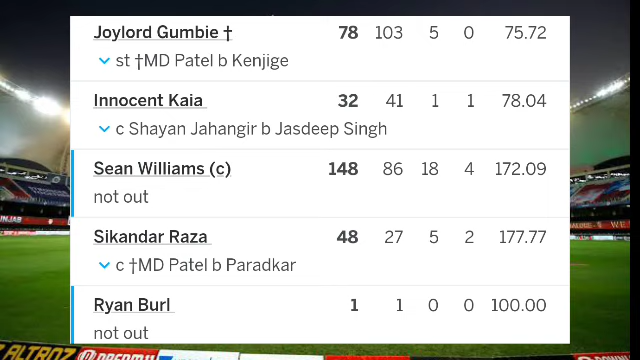 Joylord Gumbie † 78 103 5 0 75.72
st †MD Patel b Kenjige
Innocent Kaia 32 41 1 1 78.04
c Shayan Jahangir b Jasdeep Singh
Sean Williams (c) 148 86 18 4 172.09
not out
Sikandar Raza 48 27 5 2 177.77
c †MD Patel b Paradkar
Ryan Burl 1 1 0 0 100.00
not out
ALTROZ DREAM11